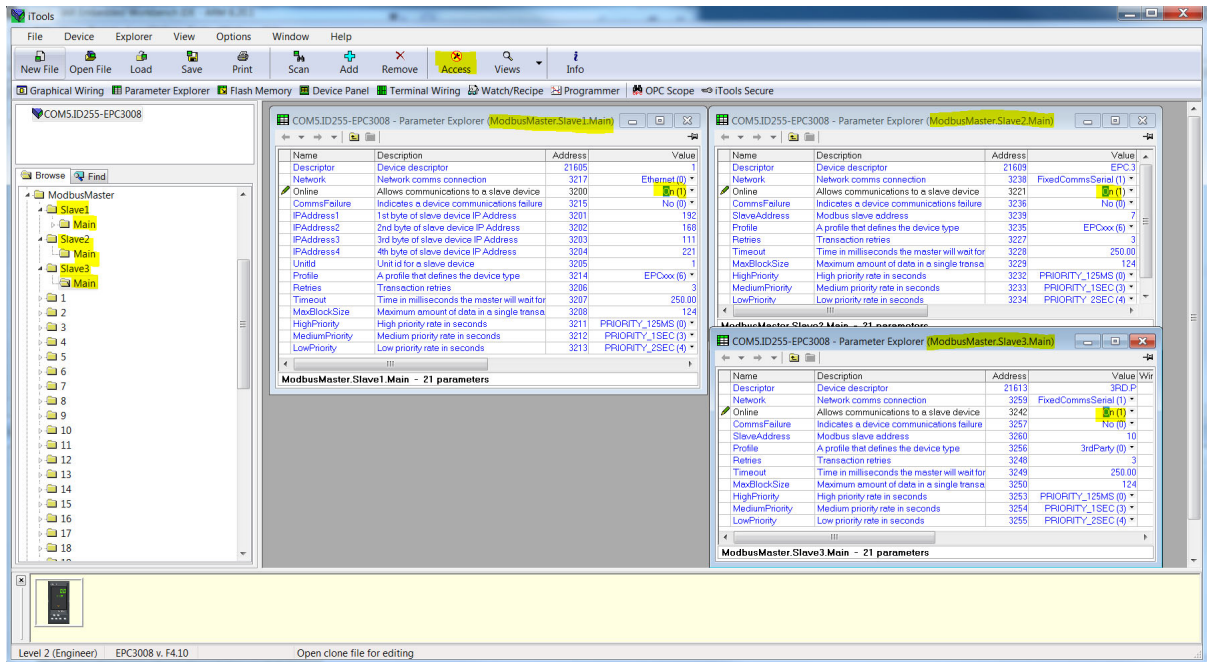 iTools
File Device Explorer View Options Window Help
New File Open File Load Save Print Scan Add Remove Access Views Info
Graphical Wiring Parameter Explorer Flash Memory Device Panel Terminal Wiring Watch/Recipe Programmer OPC Scope iTools Secure
COM5.ID255-EPC3008
Browse Find
ModbusMaster
Slave1
Main
Slave2
Main
Slave3
Main
1
2
3
4
5
6
7
8
9
10
11
12
13
14
15
16
17
18
COM5.ID255-EPC3008 - Parameter Explorer (ModbusMaster.Slave1.Main)
Name Description Address Value
Descriptor Device descriptor 21605 1
Network Network comms connection 3217 Ethernet (0)
Online Allows communications to a slave device 3200 On (1)
CommsFailure Indicates a device communications failure 3215 No (0)
IPAddress1 1st byte of slave device IP Address 3201 192
IPAddress2 2nd byte of slave device IP Address 3202 168
IPAddress3 3rd byte of slave device IP Address 3203 111
IPAddress4 4th byte of slave device IP Address 3204 221
UnitId Unit id for a slave device 3205 1
Profile A profile that defines the device type 3214 EPCxxx (6)
Retries Transaction retries 3206 3
Timeout Time in milliseconds the master will wait for 3207 250.00
MaxBlockSize Maximum amount of data in a single transa 3208 124
HighPriority High priority rate in seconds 3211 PRIORITY_125MS (0)
MediumPriority Medium priority rate in seconds 3212 PRIORITY_1SEC (3)
LowPriority Low priority rate in seconds 3213 PRIORITY_2SEC (4)
ModbusMaster.Slave1.Main - 21 parameters
COM5.ID255-EPC3008 - Parameter Explorer (ModbusMaster.Slave2.Main)
Name Description Address Value
Descriptor Device descriptor 21609 EPC3
Network Network comms connection 3238 FixedCommsSerial (1)
Online Allows communications to a slave device 3221 On (1)
CommsFailure Indicates a device communications failure 3236 No (0)
SlaveAddress Modbus slave address 3239 7
Profile A profile that defines the device type 3235 EPCxxx (6)
Retries Transaction retries 3227 3
Timeout Time in milliseconds the master will wait for 3228 250.00
MaxBlockSize Maximum amount of data in a single transa 3229 124
HighPriority High priority rate in seconds 3232 PRIORITY_125MS (0)
MediumPriority Medium priority rate in seconds 3233 PRIORITY_1SEC (3)
LowPriority Low priority rate in seconds 3234 PRIORITY_2SEC (4)
ModbusMaster.Slave2.Main - 21 parameters
COM5.ID255-EPC3008 - Parameter Explorer (ModbusMaster.Slave3.Main)
Name Description Address Value Wir
Descriptor Device descriptor 21613 3RD.P
Network Network comms connection 3259 FixedCommsSerial (1)
Online Allows communications to a slave device 3242 On (1)
CommsFailure Indicates a device communications failure 3257 No (0)
SlaveAddress Modbus slave address 3260 10
Profile A profile that defines the device type 3256 3rdParty (0)
Retries Transaction retries 3248 3
Timeout Time in milliseconds the master will wait for 3249 250.00
MaxBlockSize Maximum amount of data in a single transa 3250 124
HighPriority High priority rate in seconds 3253 PRIORITY_125MS (0)
MediumPriority Medium priority rate in seconds 3254 PRIORITY_1SEC (3)
LowPriority Low priority rate in seconds 3255 PRIORITY_2SEC (4)
ModbusMaster.Slave3.Main - 21 parameters
Level 2 (Engineer) EPC3008 v. F4.10 Open clone file for editing